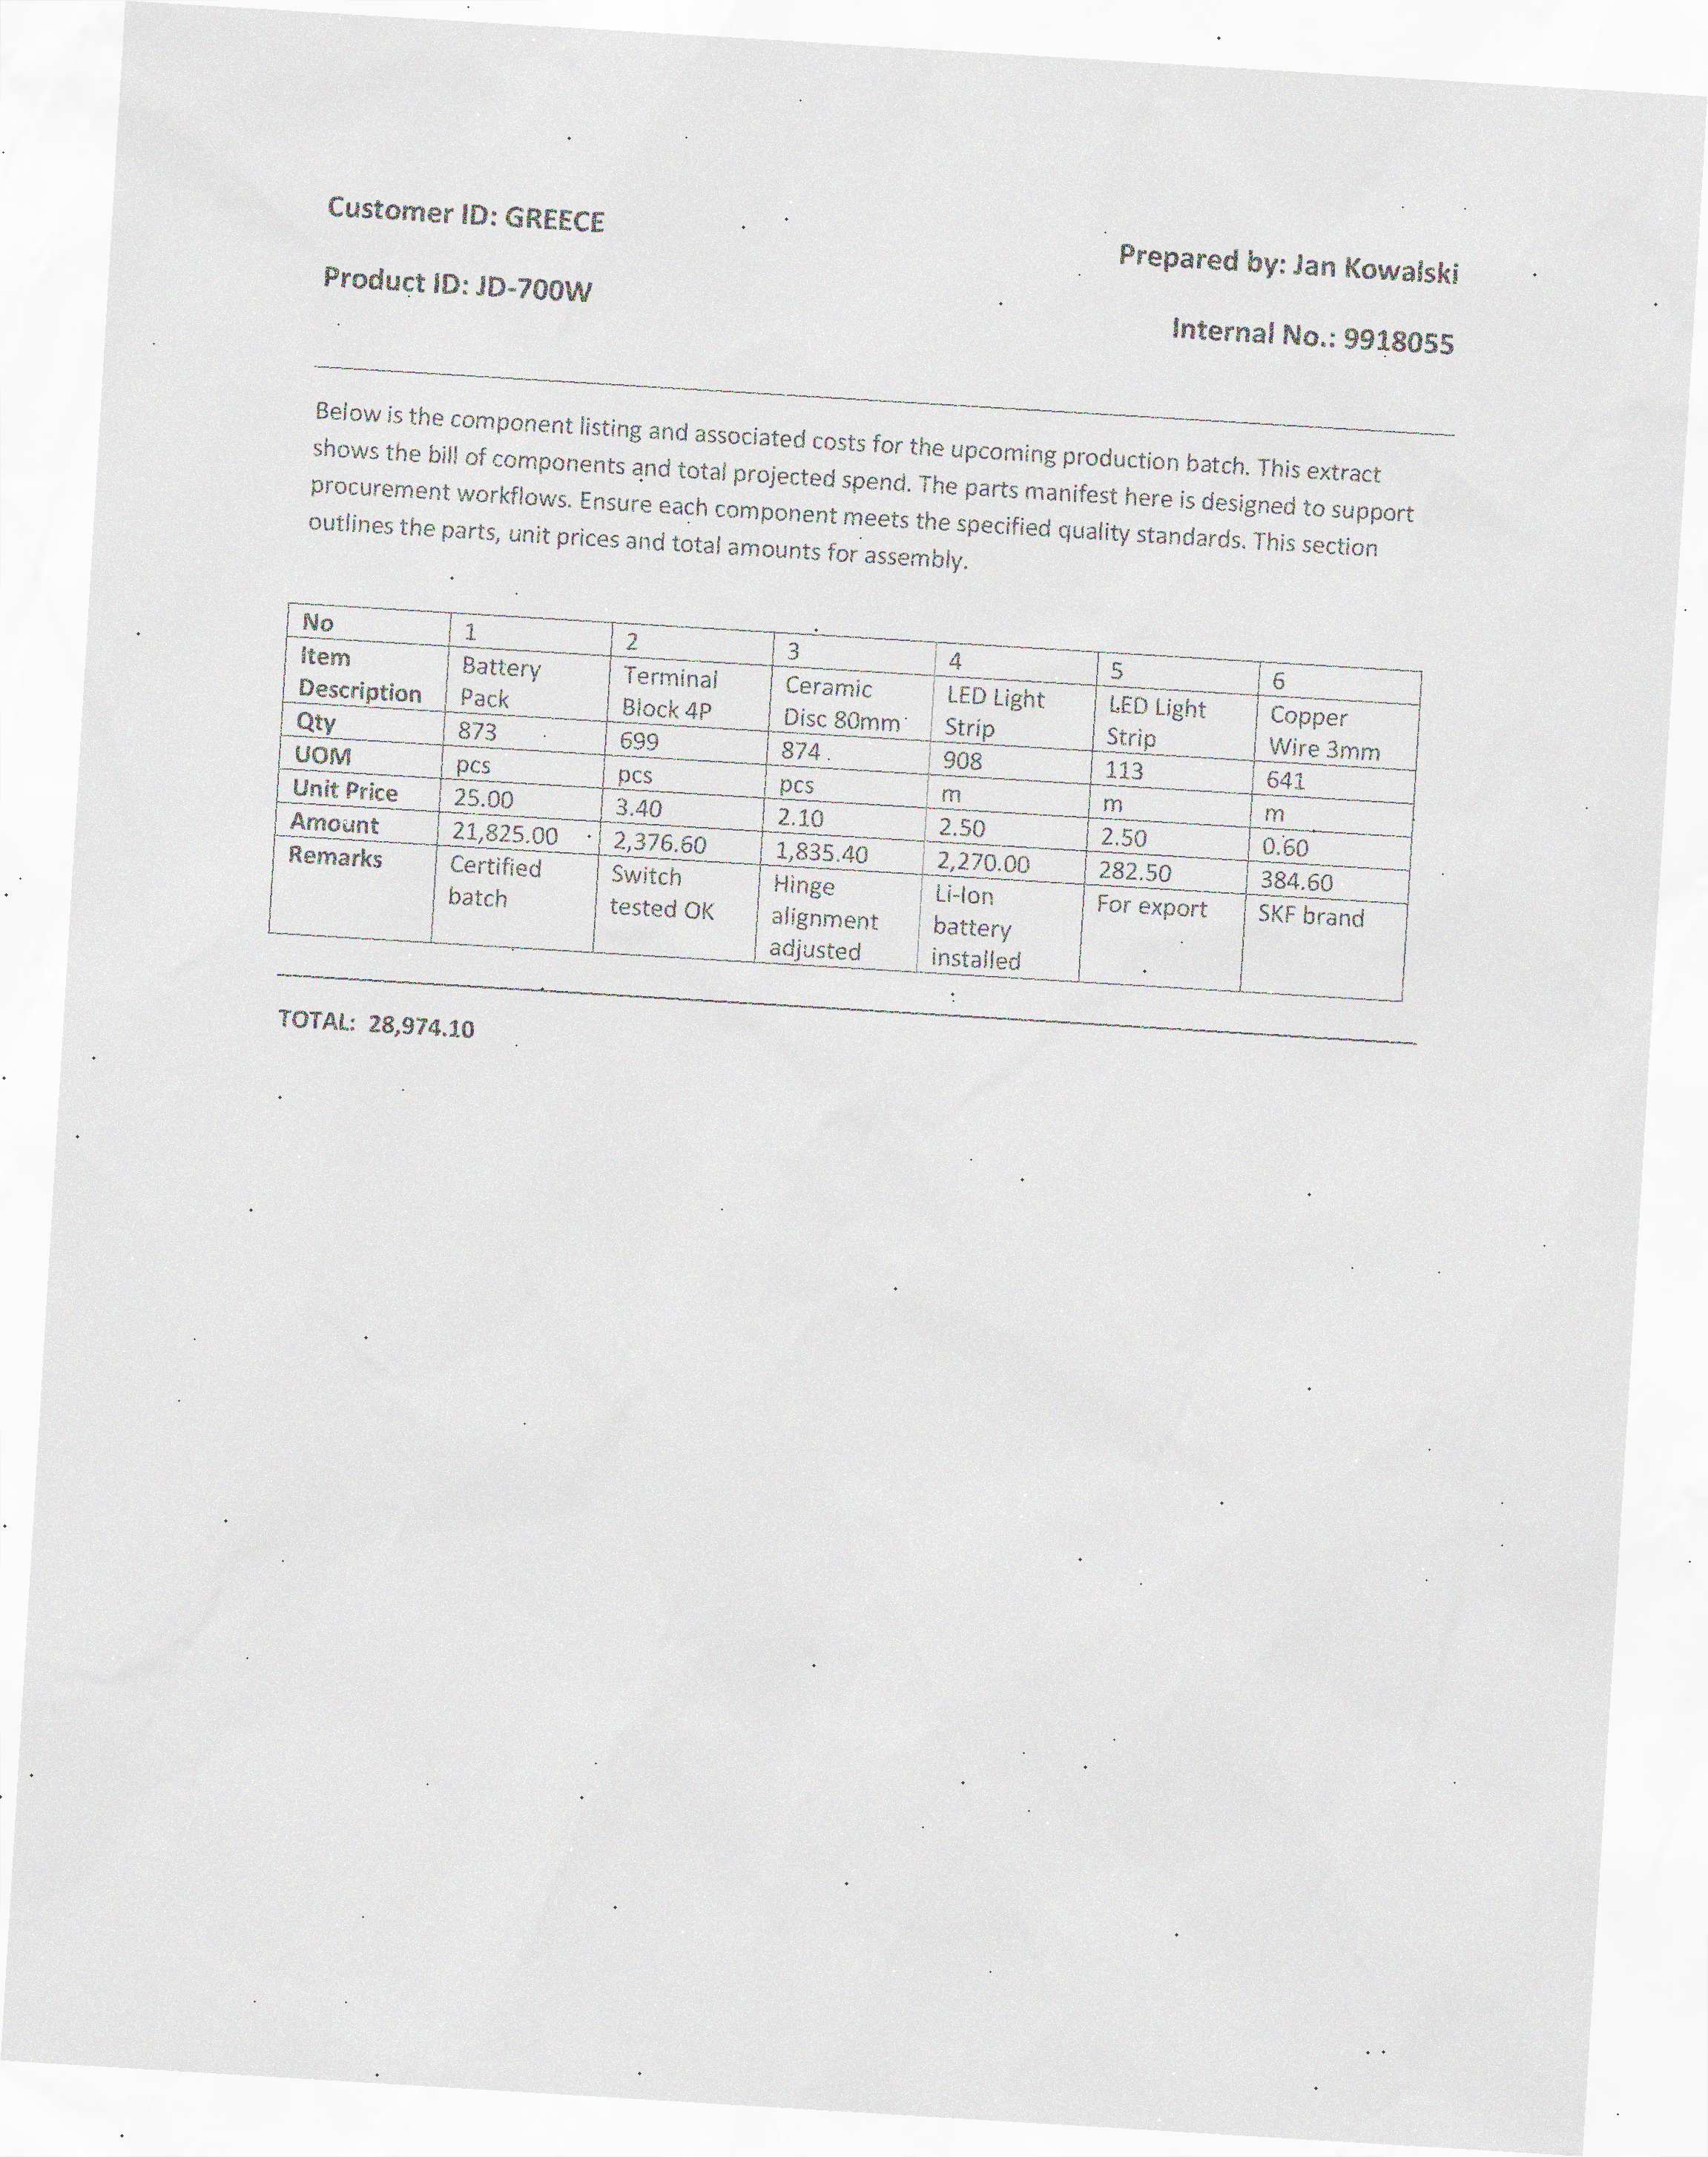 Customer ID: GREECE
Prepared by: Jan Kowalski
Product ID: JD-700W
Internal No.: 9918055
Below is the component listing and associated costs for the upcoming production batch. This extract
shows the bill of components and total projected spend. The parts manifest here is designed to support
procurement workflows. Ensure each component meets the specified quality standards. This section
outlines the parts, unit prices and total amounts for assembly.
No 1 2 3 4 5 6
Item Battery Terminal Ceramic LED Light LED Light Copper
Description Pack Block 4P Disc 80mm Strip Strip Wire 3mm
Qty 873 699 874 908 113 641
UOM pcs pcs pcs m m m
Unit Price 25.00 3.40 2.10 2.50 2.50 0.60
Amount 21,825.00 2,376.60 1,835.40 2,270.00 282.50 384.60
Remarks Certified Switch Hinge Li-Ion For export SKF brand
batch tested OK alignment battery
adjusted installed
TOTAL: 28,974.10